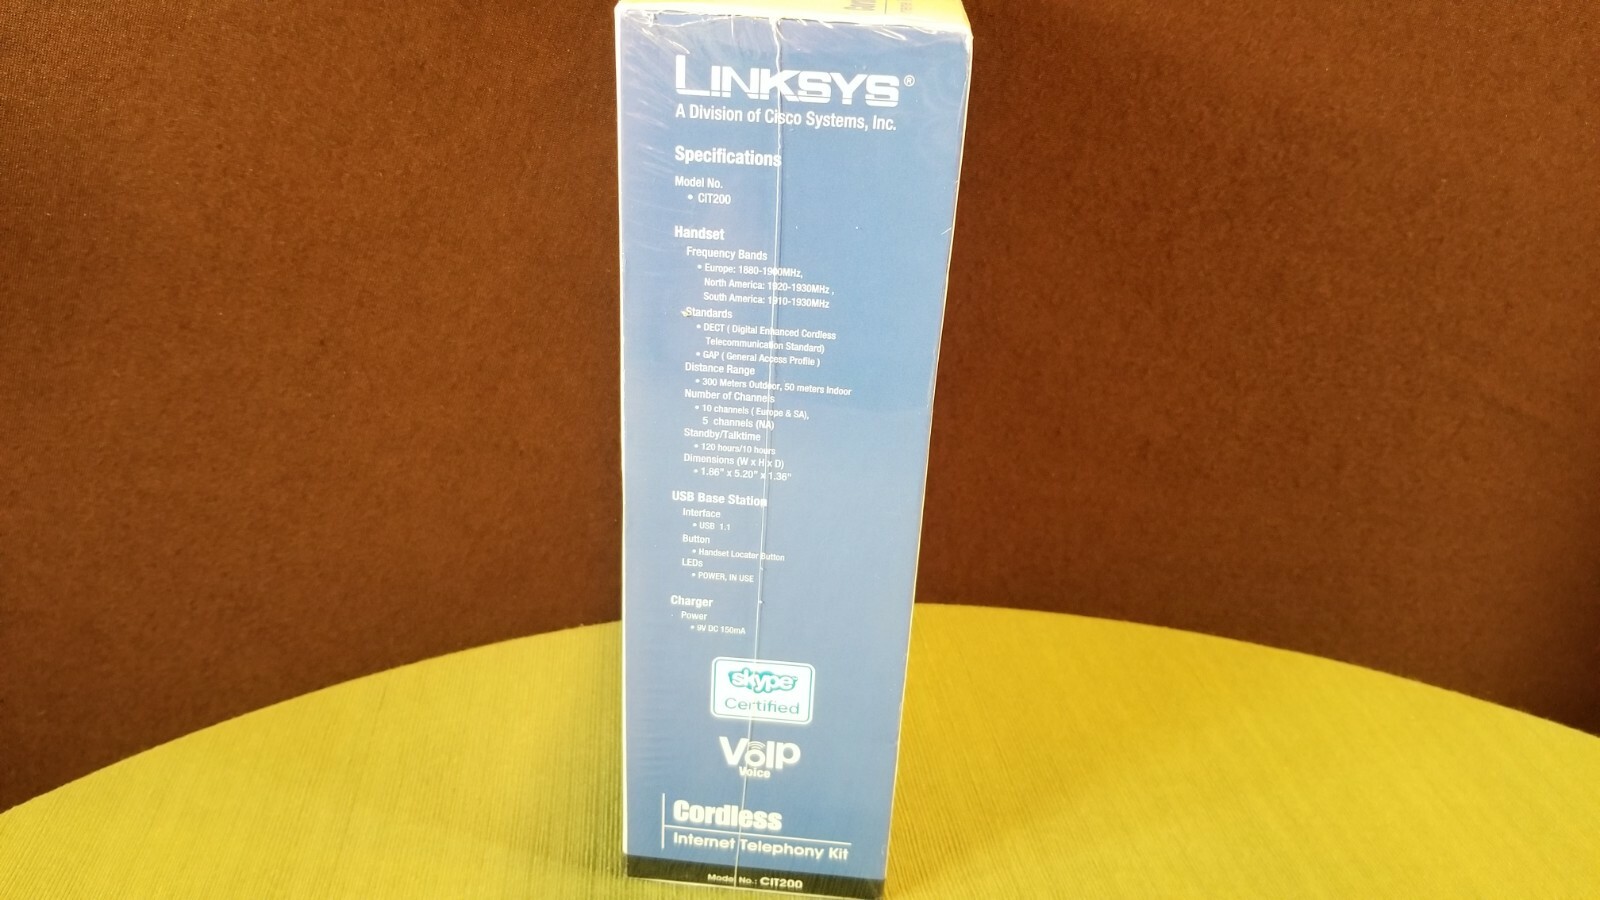 LINKSYS®
A Division of Cisco Systems, Inc.
Specifications
Model No.
• CIT200
Handset
Frequency Bands
• Europe: 1880-1900MHz,
North America: 1920-1930MHz ,
South America: 1910-1930MHz
Standards
• DECT ( Digital Enhanced Cordless
Telecommunication Standard)
• GAP ( General Access Profile )
Distance Range
• 300 Meters Outdoor, 50 meters Indoor
Number of Channels
• 10 channels ( Europe & SA),
5 channels (NA)
Standby/Talktime
• 120 hours/10 hours
Dimensions (W x H x D)
• 1.86" x 5.20" x 1.36"
USB Base Station
Interface
• USB 1.1
Button
• Handset Locater Button
LEDs
• POWER, IN USE
Charger
Power
• 9V DC 150mA
skype
Certified
VoIP
Voice
Cordless
Internet Telephony Kit
Model No.: CIT200